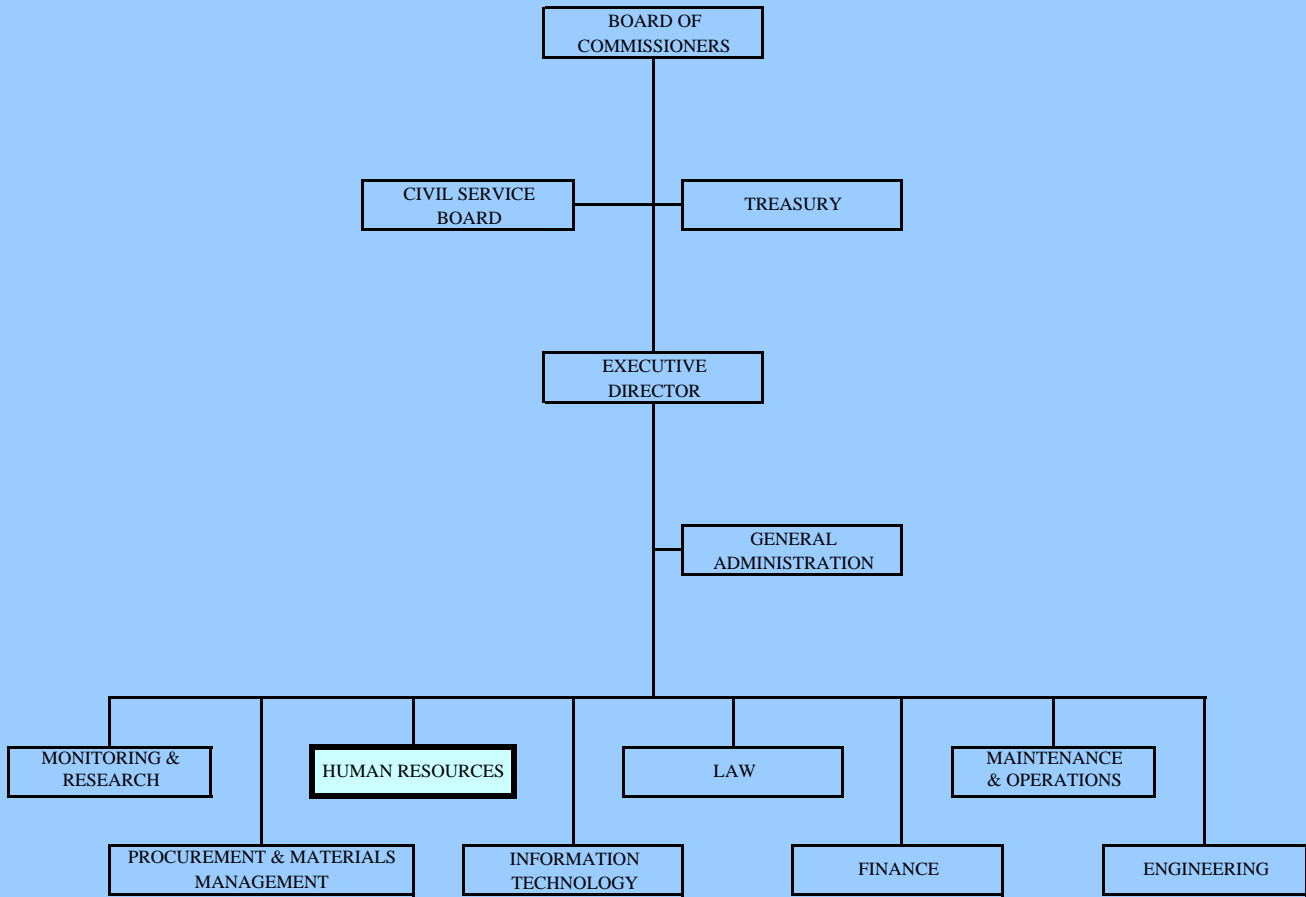 BOARD OF
COMMISSIONERS
CIVIL SERVICE
BOARD
TREASURY
EXECUTIVE
DIRECTOR
GENERAL
ADMINISTRATION
MONITORING &
RESEARCH
HUMAN RESOURCES
LAW
MAINTENANCE
& OPERATIONS
PROCUREMENT & MATERIALS
MANAGEMENT
INFORMATION
TECHNOLOGY
FINANCE
ENGINEERING